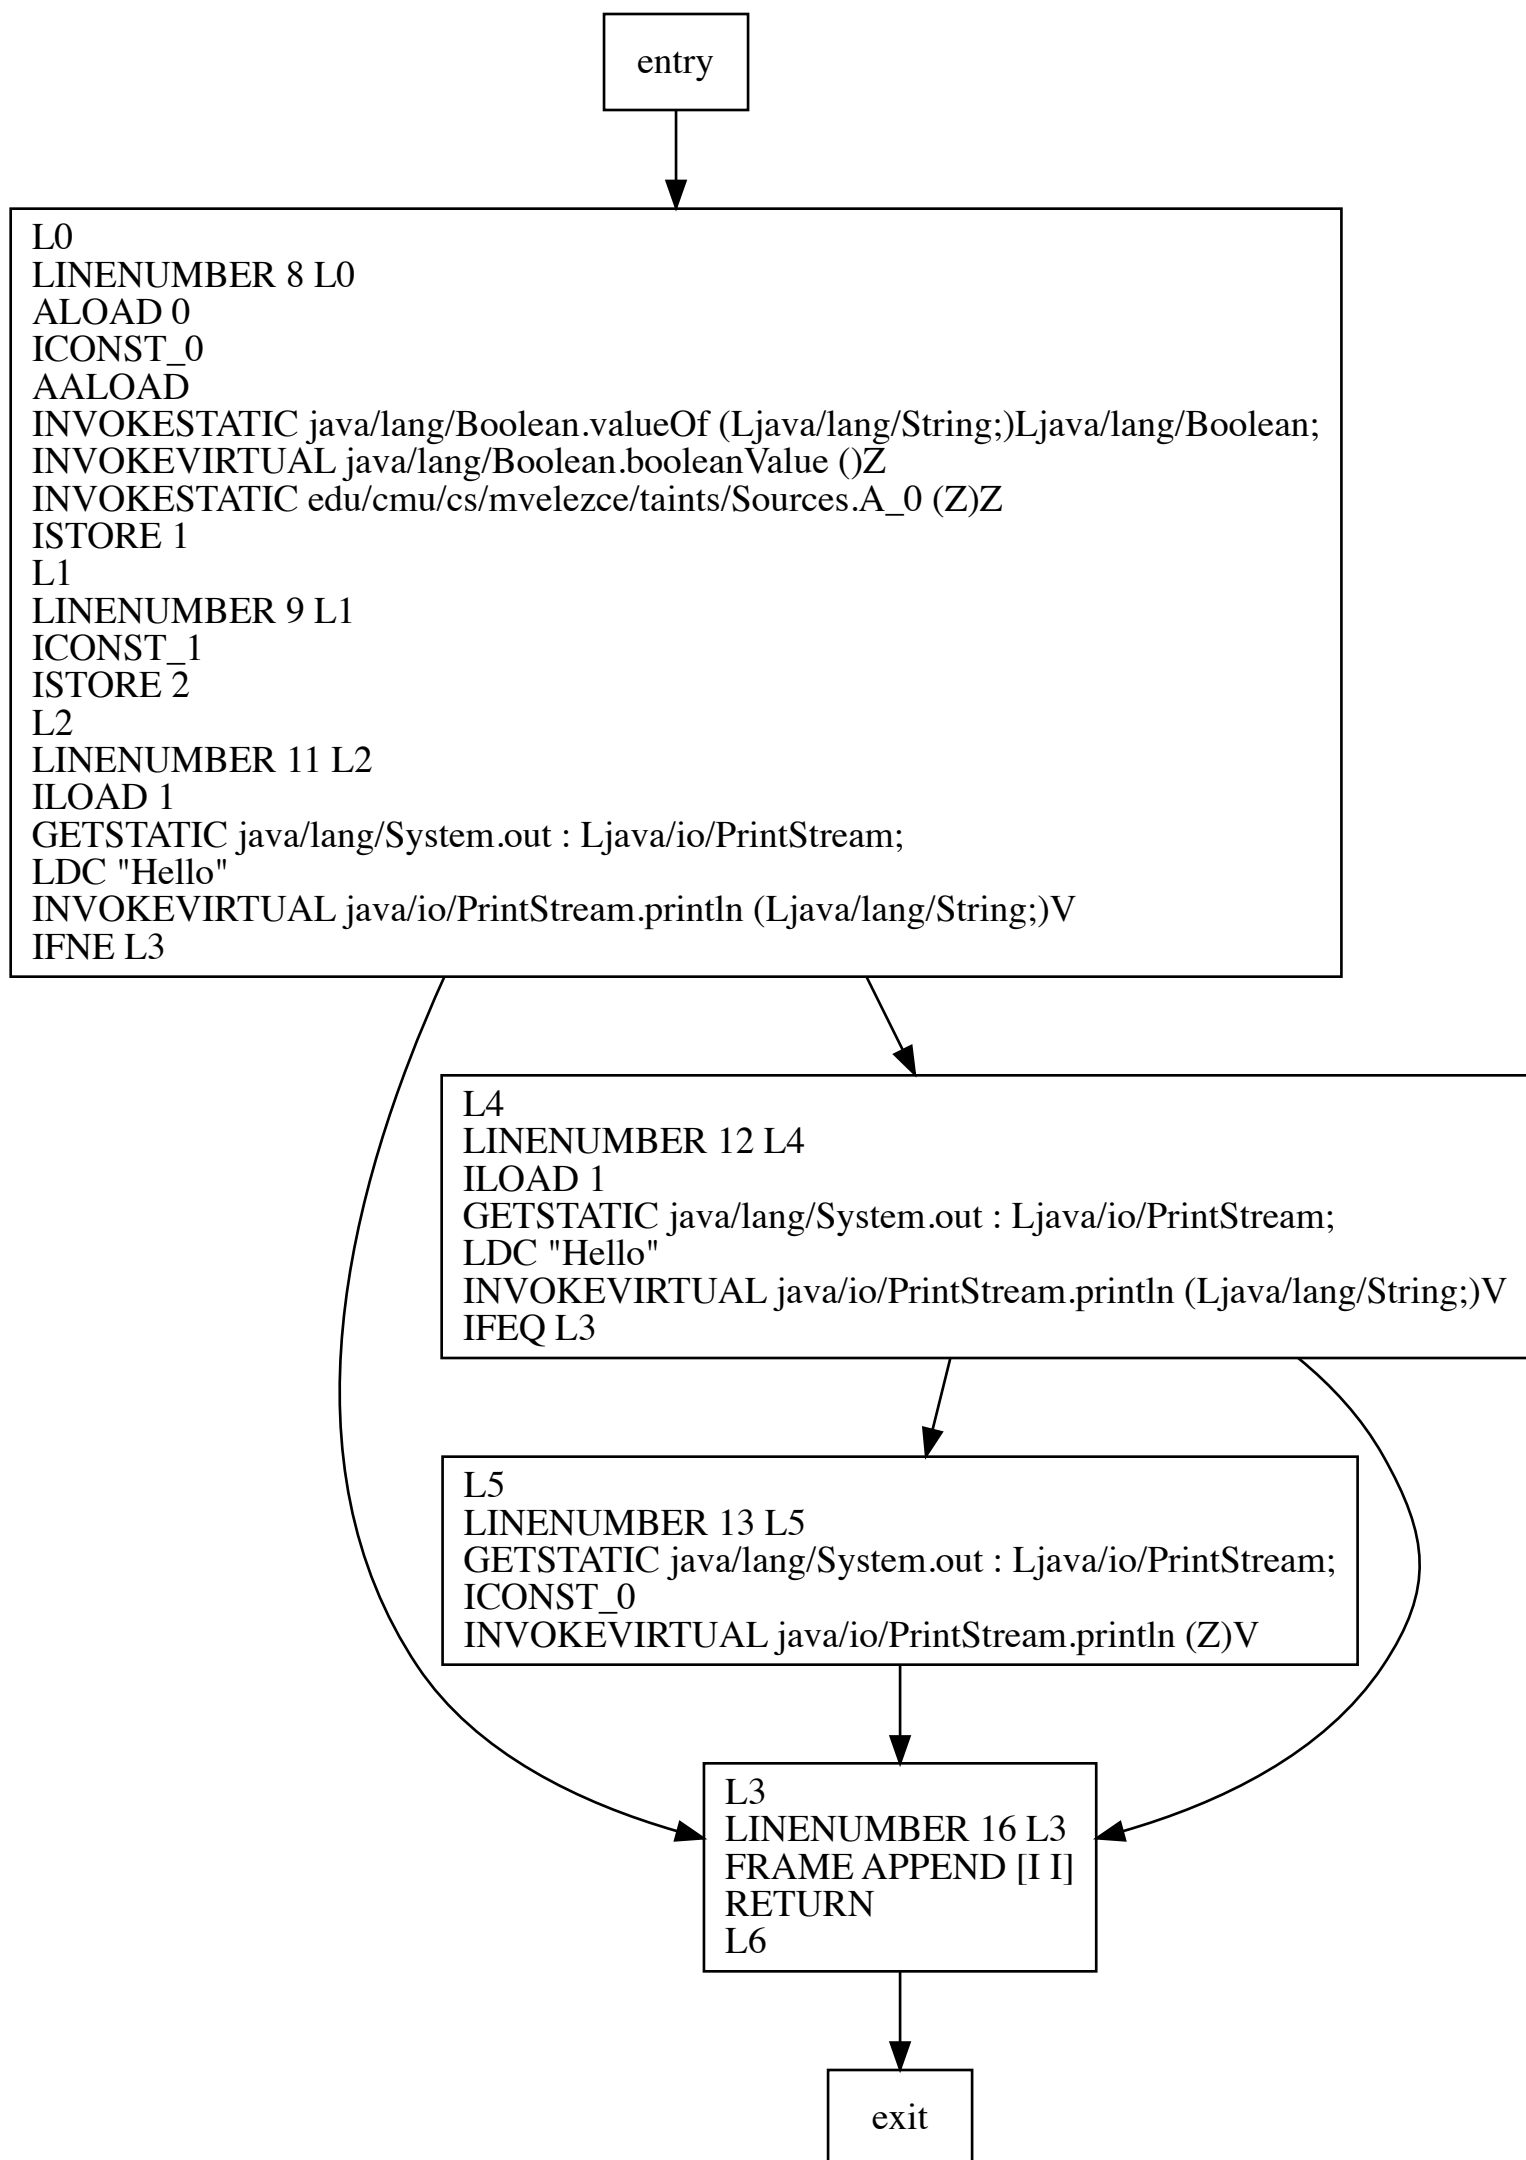 entry
L0
LINENUMBER 8 L0
ALOAD 0
ICONST_0
AALOAD
INVOKESTATIC java/lang/Boolean.valueOf (Ljava/lang/String;)Ljava/lang/Boolean;
INVOKEVIRTUAL java/lang/Boolean.booleanValue ()Z
INVOKESTATIC edu/cmu/cs/mvelezce/taints/Sources.A_0 (Z)Z
ISTORE 1
L1
LINENUMBER 9 L1
ICONST_1
ISTORE 2
L2
LINENUMBER 11 L2
ILOAD 1
GETSTATIC java/lang/System.out : Ljava/io/PrintStream;
LDC "Hello"
INVOKEVIRTUAL java/io/PrintStream.println (Ljava/lang/String;)V
IFNE L3
L4
LINENUMBER 12 L4
ILOAD 1
GETSTATIC java/lang/System.out : Ljava/io/PrintStream;
LDC "Hello"
INVOKEVIRTUAL java/io/PrintStream.println (Ljava/lang/String;)V
IFEQ L3
L5
LINENUMBER 13 L5
GETSTATIC java/lang/System.out : Ljava/io/PrintStream;
ICONST_0
INVOKEVIRTUAL java/io/PrintStream.println (Z)V
L3
LINENUMBER 16 L3
FRAME APPEND [I I]
RETURN
L6
exit